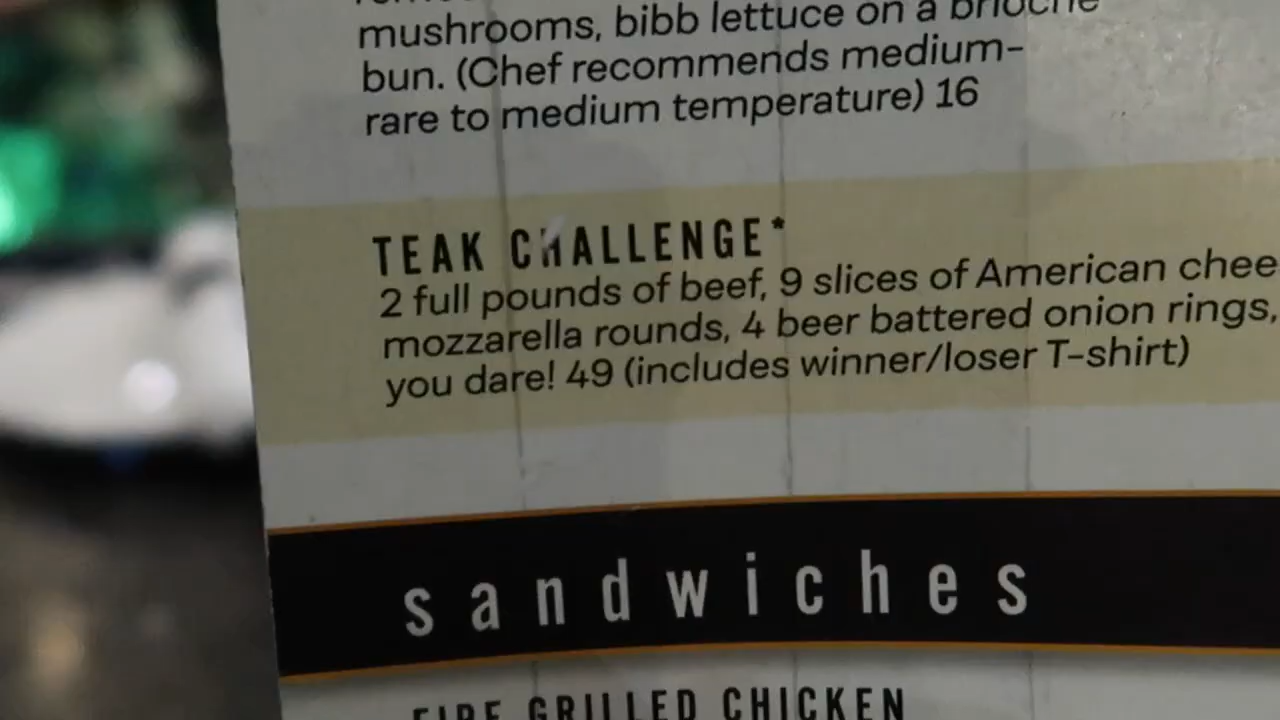 mushrooms, bibb lettuce on a brioche
bun. (Chef recommends medium-
rare to medium temperature) 16
TEAK CHALLENGE*
2 full pounds of beef, 9 slices of American chee
mozzarella rounds, 4 beer battered onion rings,
you dare! 49 (includes winner/loser T-shirt)
sandwiches
FIRE GRILLED CHICKEN